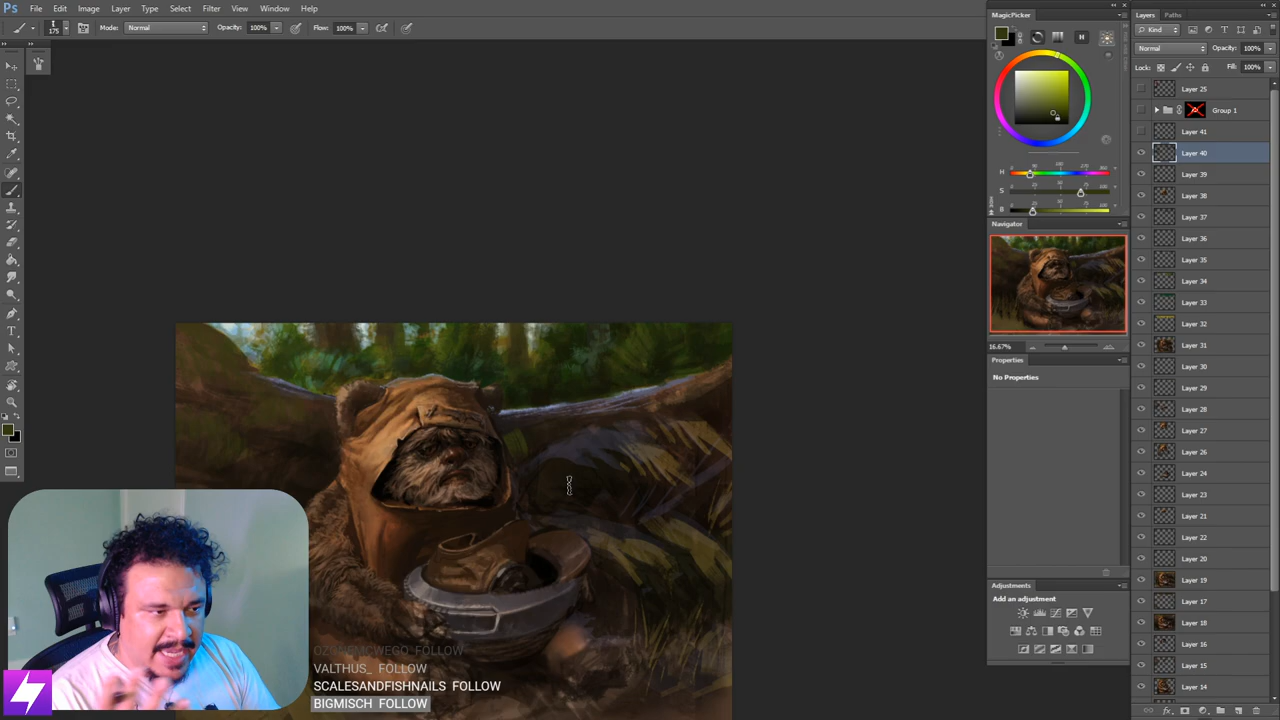 Ps File Edit Image Layer Type Select Filter View Window Help
175 Mode: Normal Opacity: 100% Flow: 100%
MagicPicker
H
H
S
B
Navigator
16.67%
Properties
No Properties
Adjustments
Add an adjustment
Layers Paths
Kind
Normal Opacity: 100%
Lock: Fill: 100%
Layer 25
Group 1
Layer 41
Layer 40
Layer 39
Layer 38
Layer 37
Layer 36
Layer 35
Layer 34
Layer 33
Layer 32
Layer 31
Layer 30
Layer 29
Layer 28
Layer 27
Layer 26
Layer 24
Layer 23
Layer 21
Layer 22
Layer 20
Layer 19
Layer 17
Layer 18
Layer 16
Layer 15
Layer 14
FOLLOW
VALTHUS_ FOLLOW
SCALESANDFISHNAILS FOLLOW
BIGMISCH FOLLOW